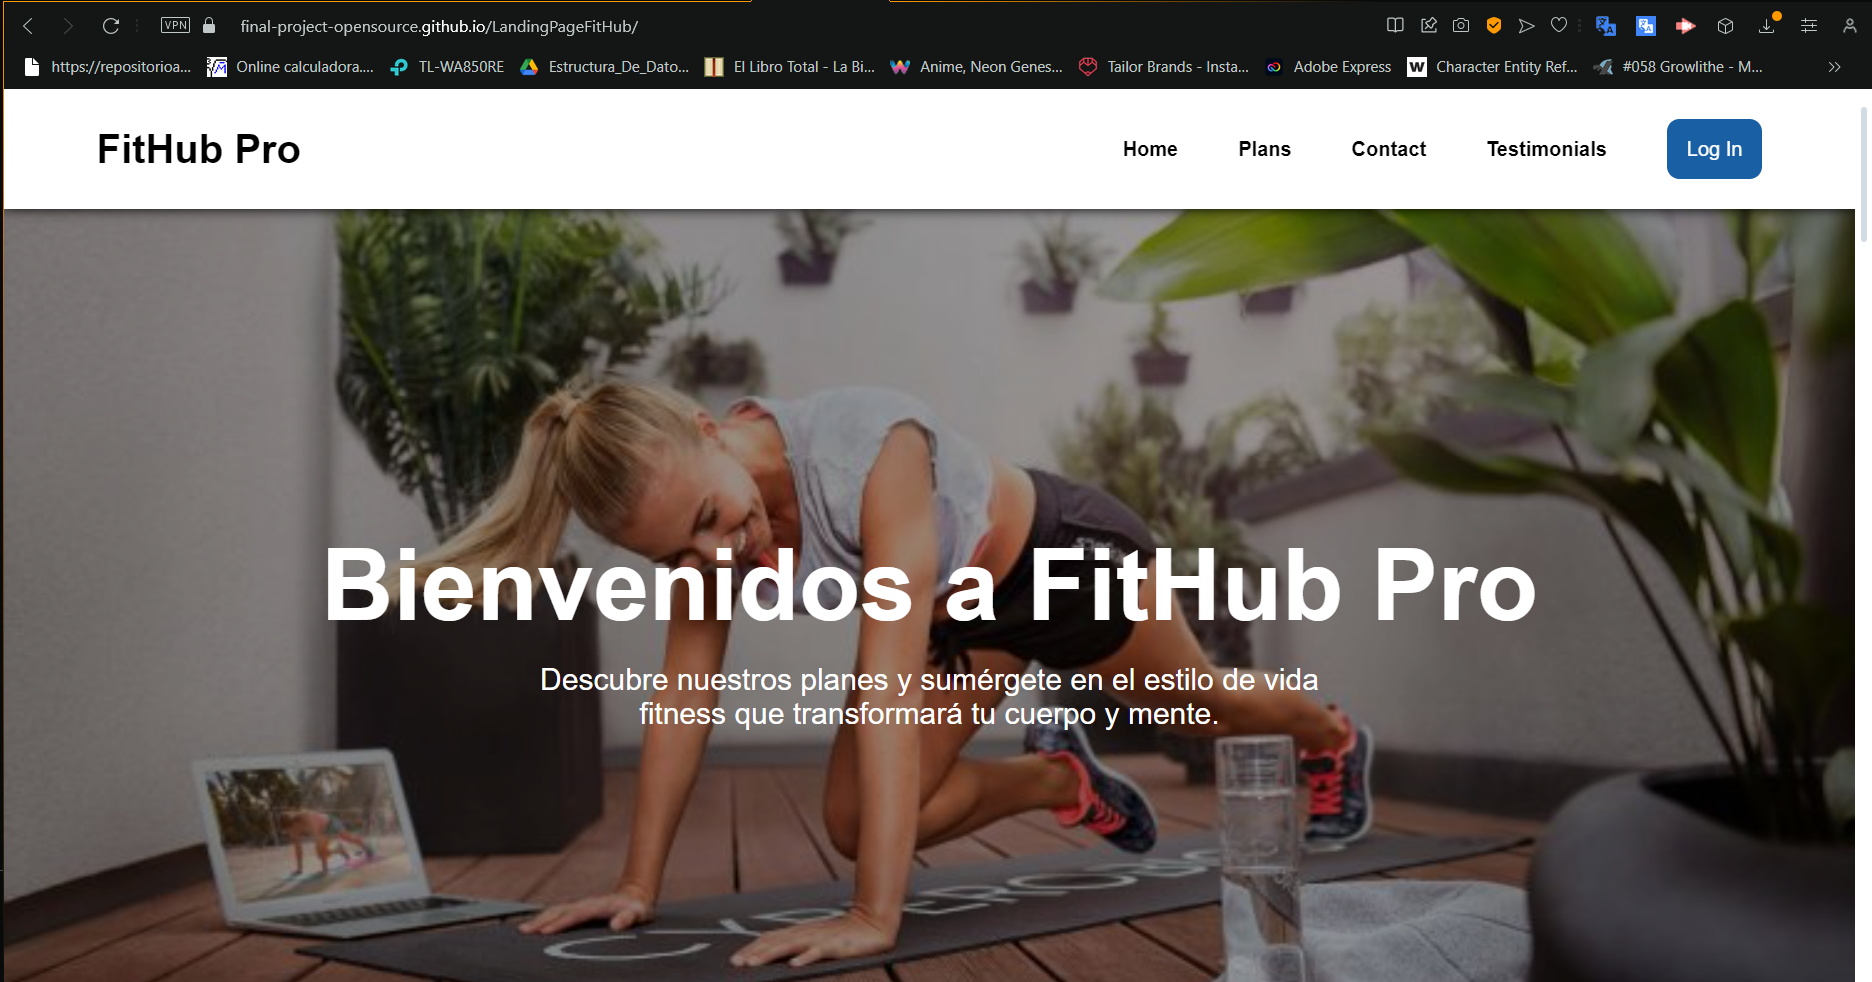 VPN final-project-opensource.github.io/LandingPageFitHub/
https://repositorioa... Online calculadora.... TL-WA850RE Estructura_De_Dato... El Libro Total - La Bi... Anime, Neon Genes... Tailor Brands - Insta... Adobe Express Character Entity Ref... #058 Growlithe - M...
FitHub Pro Home Plans Contact Testimonials Log In
Bienvenidos a FitHub Pro
Descubre nuestros planes y sumérgete en el estilo de vida
fitness que transformará tu cuerpo y mente.